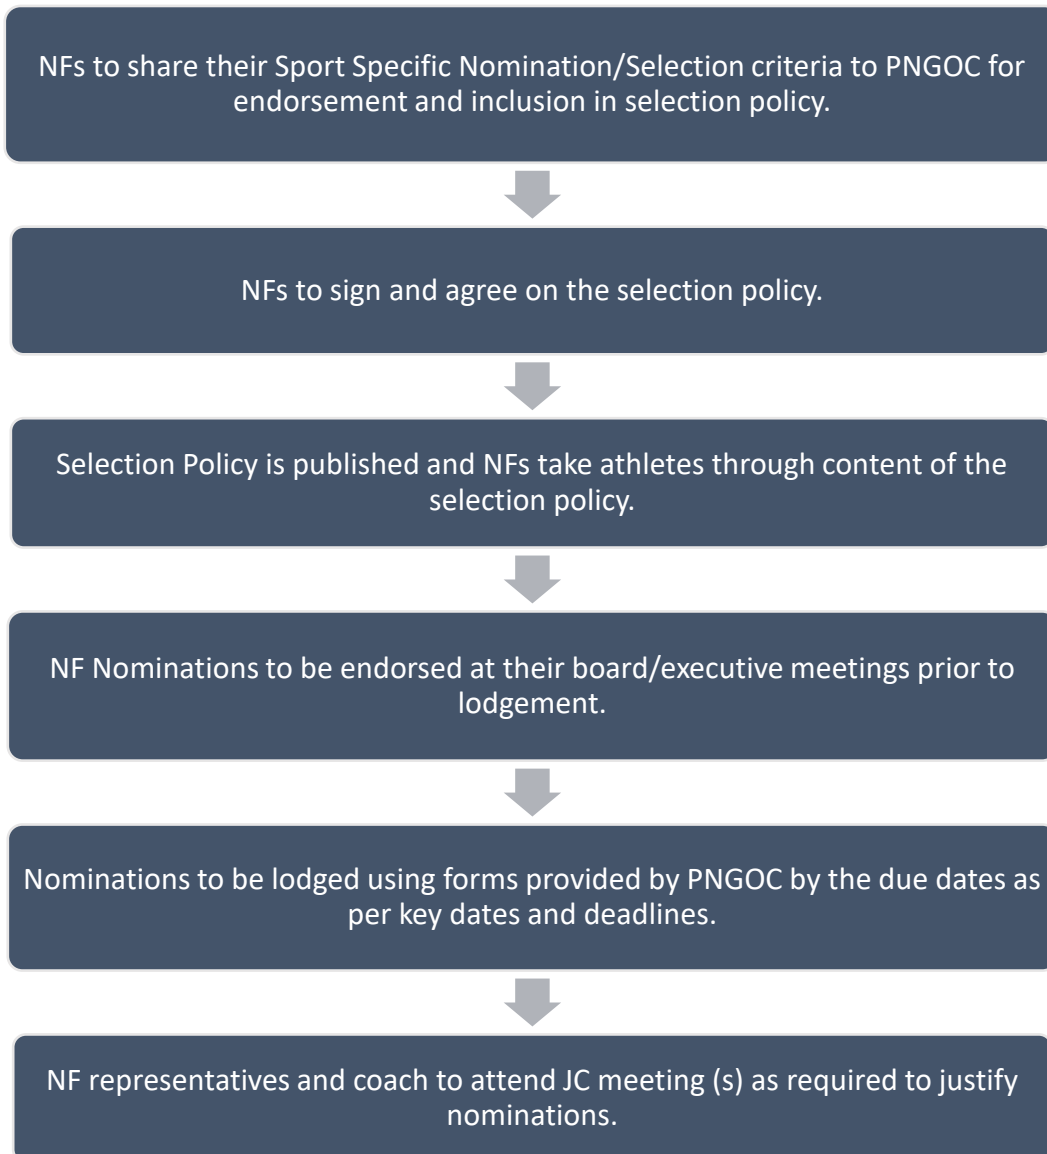 NFs to share their Sport Specific Nomination/Selection criteria to PNGOC for
endorsement and inclusion in selection policy.
NFs to sign and agree on the selection policy.
Selection Policy is published and NFs take athletes through content of the
selection policy.
NF Nominations to be endorsed at their board/executive meetings prior to
lodgement.
Nominations to be lodged using forms provided by PNGOC by the due dates as
per key dates and deadlines.
NF representatives and coach to attend JC meeting (s) as required to justify
nominations.